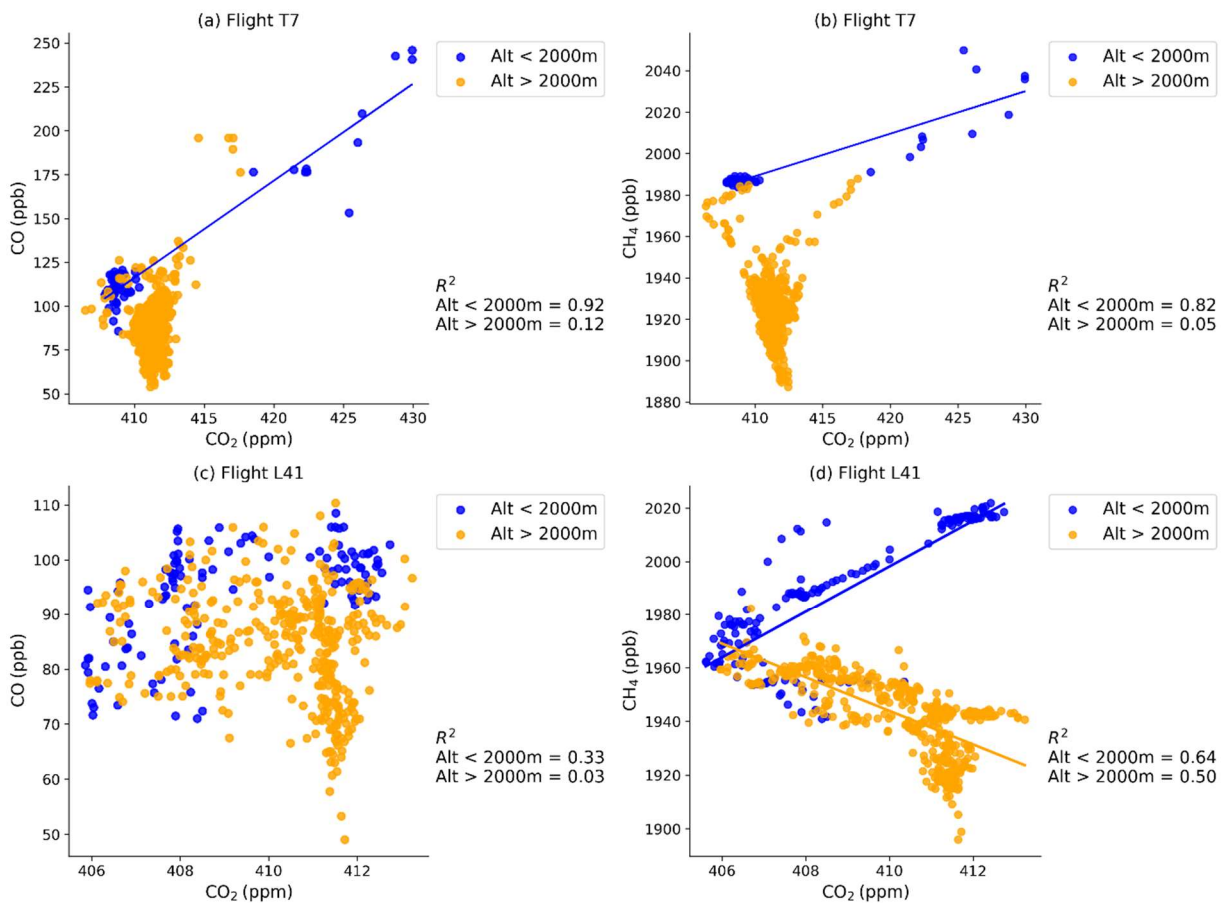 (a) Flight T7
250
225
200
175
150
125
100
75
50
CO (ppb)
410
415
420
425
430
CO₂ (ppm)
Alt < 2000m
Alt > 2000m
R²
Alt < 2000m = 0.92
Alt > 2000m = 0.12
(b) Flight T7
2040
2020
2000
1980
1960
1940
1920
1900
1880
CH₄ (ppb)
410
415
420
425
430
CO₂ (ppm)
Alt < 2000m
Alt > 2000m
R²
Alt < 2000m = 0.82
Alt > 2000m = 0.05
(c) Flight L41
110
100
90
80
70
60
50
CO (ppb)
406
408
410
412
CO₂ (ppm)
Alt < 2000m
Alt > 2000m
R²
Alt < 2000m = 0.33
Alt > 2000m = 0.03
(d) Flight L41
2020
2000
1980
1960
1940
1920
1900
CH₄ (ppb)
406
408
410
412
CO₂ (ppm)
Alt < 2000m
Alt > 2000m
R²
Alt < 2000m = 0.64
Alt > 2000m = 0.50